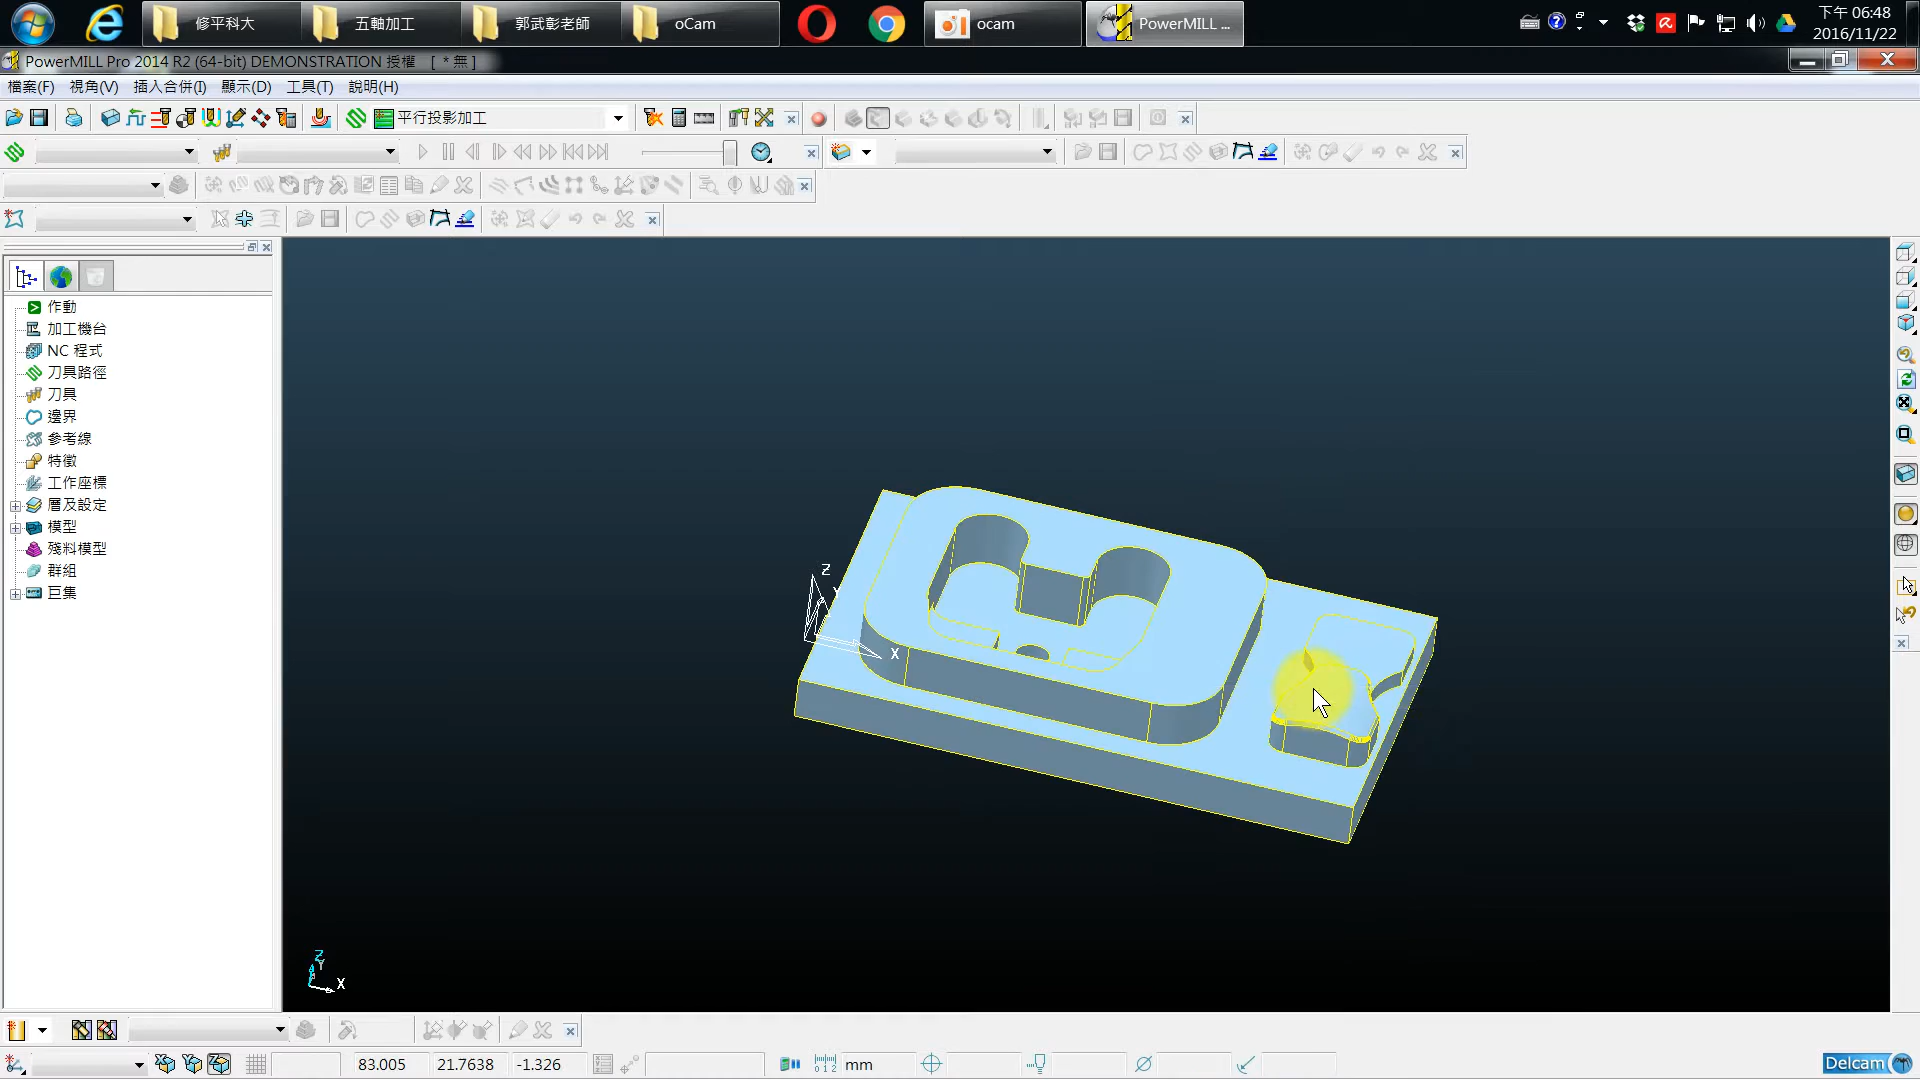 修平科大
五軸加工
郭武彰老師
oCam
ocam
PowerMILL ...
下午 06:48
2016/11/22
PowerMILL Pro 2014 R2 (64-bit) DEMONSTRATION 授權 [ * 無 ]
檔案(F) 視角(V) 插入合併(I) 顯示(D) 工具(T) 說明(H)
平行投影加工
作動
加工機台
NC 程式
刀具路徑
刀具
邊界
參考線
特徵
工作座標
層及設定
模型
殘料模型
群組
巨集
Z
X
Z
Y
X
83.005 21.7638 -1.326 mm
Delcam